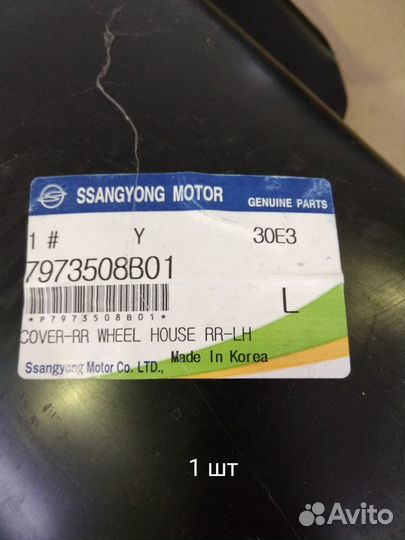 SSANGYONG MOTOR GENUINE PARTS
1 # Y 30E3
7973508B01
*P7973508B01* L
COVER-RR WHEEL HOUSE RR-LH
Ssangyong Motor Co. LTD., Made In Korea
1 шт
Avito